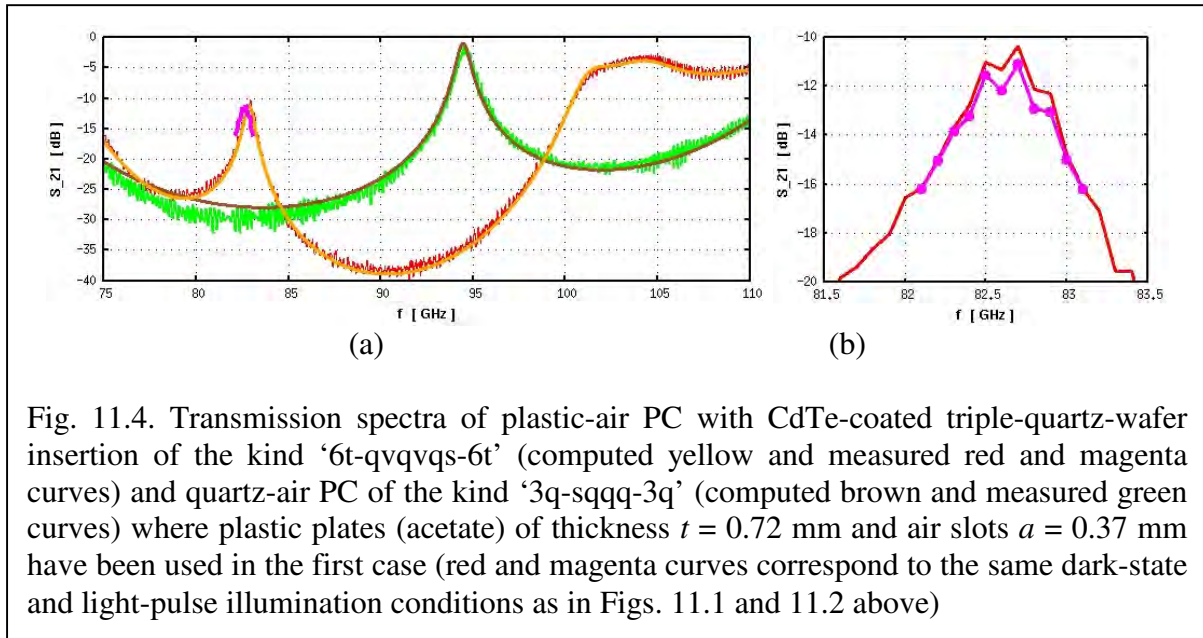 0
-5
-10
-15
-20
-25
-30
-35
-40
S_21 [ dB ]
75 80 85 90 95 100 105 110
f [ GHz ]
(a)
-10
-12
-14
-16
-18
-20
S_21 [ dB ]
81.5 82 82.5 83 83.5
f [ GHz ]
(b)
Fig. 11.4. Transmission spectra of plastic-air PC with CdTe-coated triple-quartz-wafer
insertion of the kind ‘6t-qvqvqs-6t’ (computed yellow and measured red and magenta
curves) and quartz-air PC of the kind ‘3q-sqqq-3q’ (computed brown and measured green
curves) where plastic plates (acetate) of thickness t = 0.72 mm and air slots a = 0.37 mm
have been used in the first case (red and magenta curves correspond to the same dark-state
and light-pulse illumination conditions as in Figs. 11.1 and 11.2 above)